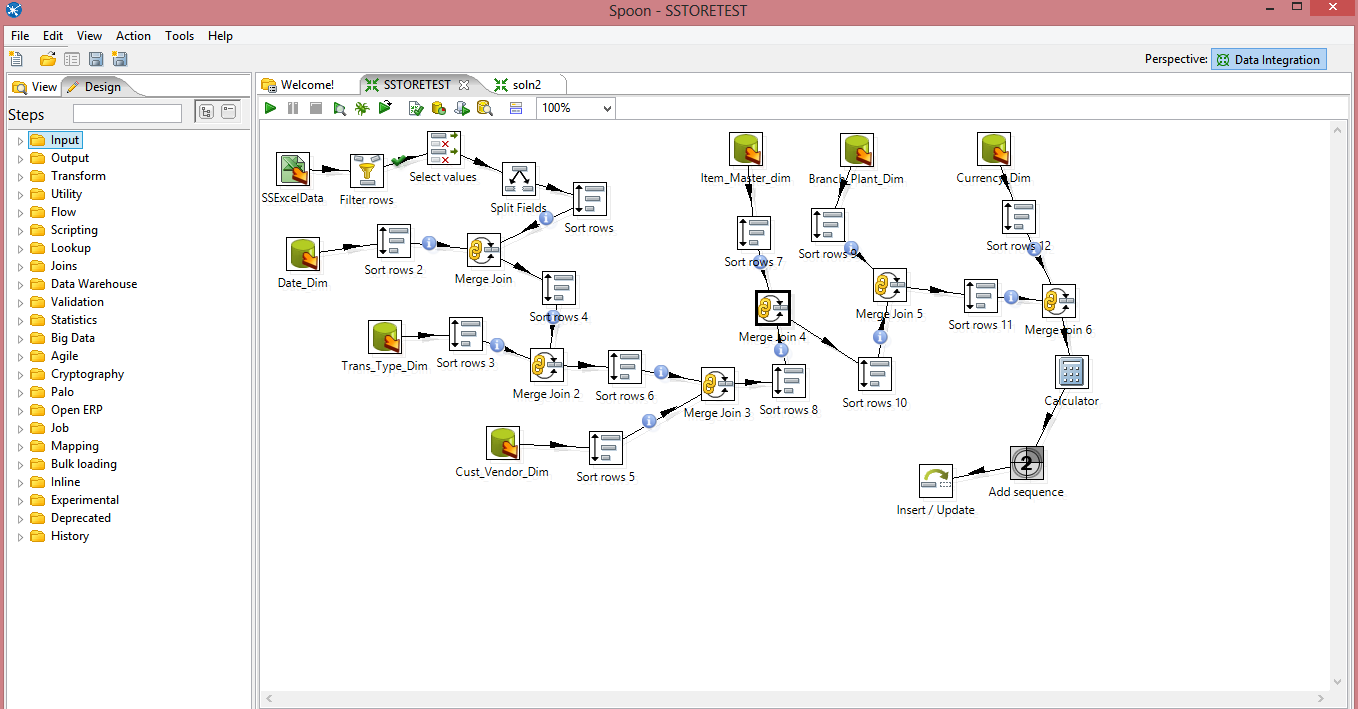 Spoon - SSTORETEST
File Edit View Action Tools Help
Perspective: Data Integration
View Design
Steps
Input
Output
Transform
Utility
Flow
Scripting
Lookup
Joins
Data Warehouse
Validation
Statistics
Big Data
Agile
Cryptography
Palo
Open ERP
Job
Mapping
Bulk loading
Inline
Experimental
Deprecated
History
Welcome! SSTORETEST soln2
100%
SSExcelData
Filter rows
Select values
Split Fields
Sort rows
Date_Dim
Sort rows 2
Merge Join
Sort rows 4
Trans_Type_Dim
Sort rows 3
Merge Join 2
Sort rows 6
Merge Join 3
Sort rows 8
Cust_Vendor_Dim
Sort rows 5
Item_Master_dim
Sort rows 7
Merge Join 4
Sort rows 10
Branch_Plant_Dim
Sort rows 9
Merge Join 5
Sort rows 11
Currency_Dim
Sort rows 12
Merge Join 6
Calculator
2
Add sequence
Insert / Update